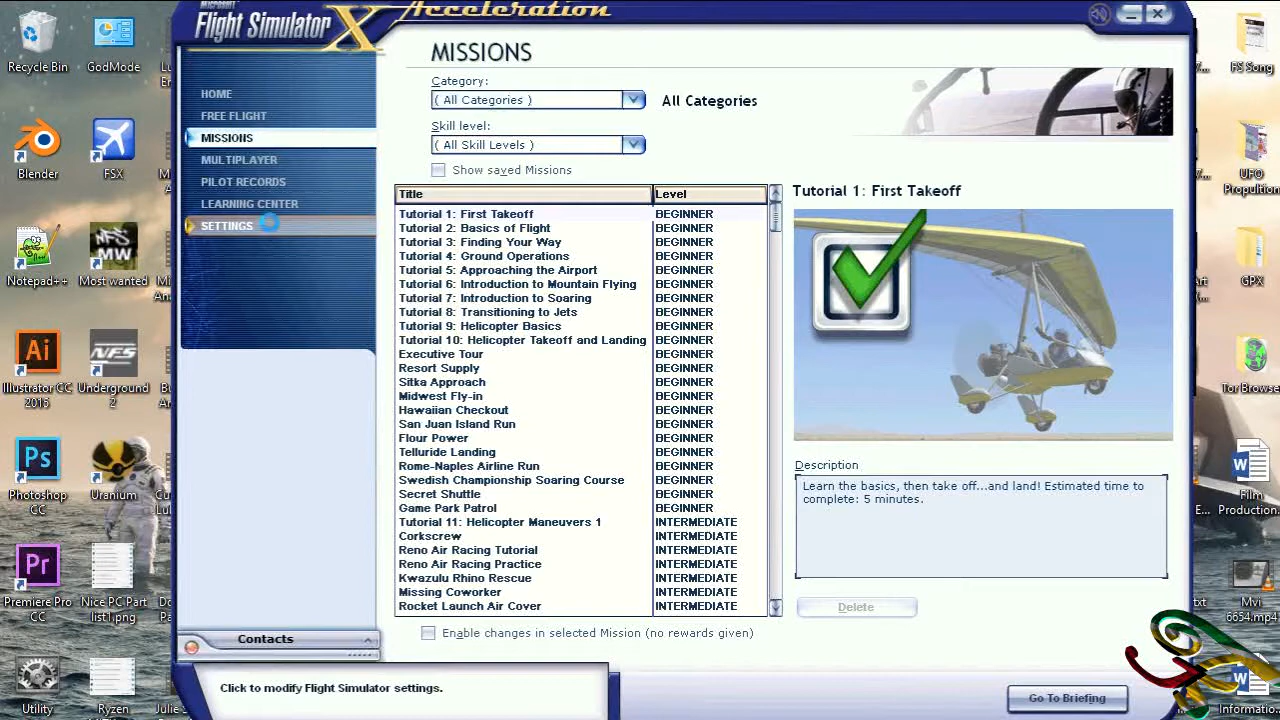 MICROSOFT
Flight Simulator X
Acceleration
Recycle Bin
GodMode
Blender
FSX
Notepad++
Most wanted
Illustrator CC
2015
Underground
2
Photoshop
CC
Uranium
Premiere Pro
CC
Nice PC Part
list1.png
Utility
Ryzen
HOME
FREE FLIGHT
MISSIONS
MULTIPLAYER
PILOT RECORDS
LEARNING CENTER
SETTINGS
Contacts
Click to modify Flight Simulator settings.
MISSIONS
Category:
( All Categories )
All Categories
Skill level:
( All Skill Levels )
Show saved Missions
Title Level
Tutorial 1: First Takeoff BEGINNER
Tutorial 2: Basics of Flight BEGINNER
Tutorial 3: Finding Your Way BEGINNER
Tutorial 4: Ground Operations BEGINNER
Tutorial 5: Approaching the Airport BEGINNER
Tutorial 6: Introduction to Mountain Flying BEGINNER
Tutorial 7: Introduction to Soaring BEGINNER
Tutorial 8: Transitioning to Jets BEGINNER
Tutorial 9: Helicopter Basics BEGINNER
Tutorial 10: Helicopter Takeoff and Landing BEGINNER
Executive Tour BEGINNER
Resort Supply BEGINNER
Sitka Approach BEGINNER
Midwest Fly-in BEGINNER
Hawaiian Checkout BEGINNER
San Juan Island Run BEGINNER
Flour Power BEGINNER
Telluride Landing BEGINNER
Rome-Naples Airline Run BEGINNER
Swedish Championship Soaring Course BEGINNER
Secret Shuttle BEGINNER
Game Park Patrol BEGINNER
Tutorial 11: Helicopter Maneuvers 1 INTERMEDIATE
Corkscrew INTERMEDIATE
Reno Air Racing Tutorial INTERMEDIATE
Reno Air Racing Practice INTERMEDIATE
Kwazulu Rhino Rescue INTERMEDIATE
Missing Coworker INTERMEDIATE
Rocket Launch Air Cover INTERMEDIATE
Enable changes in selected Mission (no rewards given)
Tutorial 1: First Takeoff
Description
Learn the basics, then take off...and land! Estimated time to
complete: 5 minutes.
Delete
Go To Briefing
FS Song
UFO
Propultion
GPX
Tor Browse
Film
Production...
Mvi
6654.mp4
Informatio...